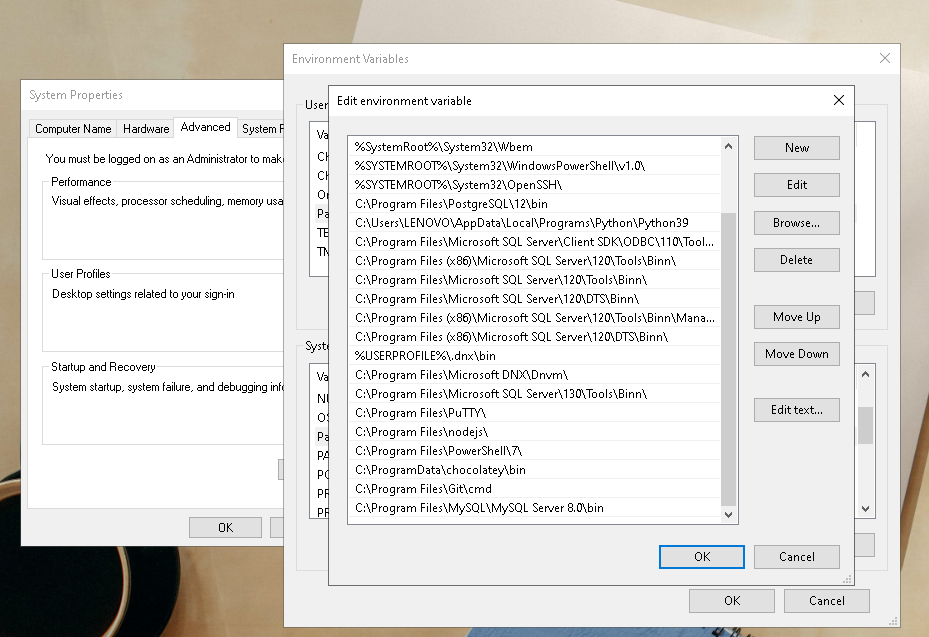 Environment Variables
System Properties
Edit environment variable
User
Computer Name
Hardware
Advanced
You must be logged on as an Administrator to
Performance
Visual effects, processor scheduling, memory
User Profiles
Desktop settings related to your sign-in
Startup and Recovery
System startup, system failure, and debugging
OK
%SystemRoot%\System32\Wbem
%SYSTEMROOT%\System32\WindowsPowerShell\v1.0\
%SYSTEMROOT%\System32\OpenSSH\
C:\Program Files\PostgreSQL\12\bin
C:\Users\LENOVO\AppData\Local\Programs\Python\Python39
C:\Program Files\Microsoft SQL Server\Client SDK\ODBC\110\Tool...
C:\Program Files (x86)\Microsoft SQL Server\120\Tools\Binn\
C:\Program Files\Microsoft SQL Server\120\Tools\Binn\
C:\Program Files\Microsoft SQL Server\120\DTS\Binn\
C:\Program Files (x86)\Microsoft SQL Server\120\Tools\Binn\Mana...
C:\Program Files (x86)\Microsoft SQL Server\120\DTS\Binn\
%USERPROFILE%\.dnx\bin
C:\Program Files\Microsoft DNX\Dnvm\
C:\Program Files\Microsoft SQL Server\130\Tools\Binn\
C:\Program Files\PuTTY\
C:\Program Files\nodejs\
C:\Program Files\PowerShell\7\
C:\ProgramData\chocolatey\bin
C:\Program Files\Git\cmd
C:\Program Files\MySQL\MySQL Server 8.0\bin
New
Edit
Browse...
Delete
Move Up
Move Down
Edit text...
OK
Cancel
OK
Cancel